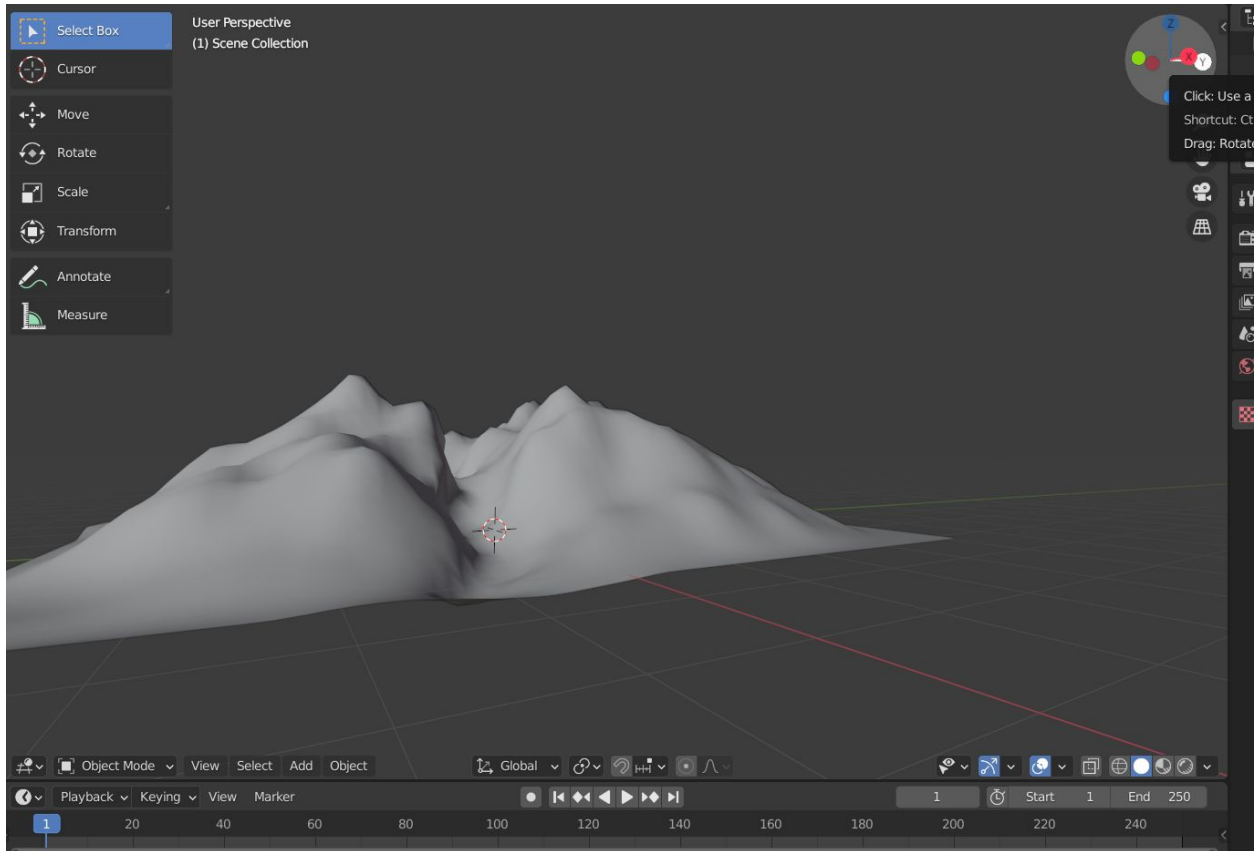 Select Box
Cursor
Move
Rotate
Scale
Transform
Annotate
Measure
User Perspective
(1) Scene Collection
Z
X
Y
Click: Use a
Shortcut: Ct
Drag: Rotate
Object Mode View Select Add Object Global
Playback Keying View Marker 1 Start 1 End 250
1 20 40 60 80 100 120 140 160 180 200 220 240